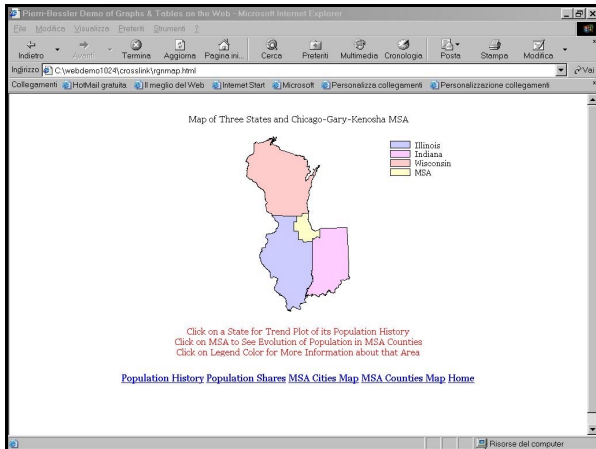 Pierri-Bessler Demo of Graphs & Tables on the Web - Microsoft Internet Explorer
File Modifica Visualizza Preferiti Strumenti ?
Indietro Avanti Termina Aggiorna Pagina ini... Cerca Preferiti Multimedia Cronologia Posta Stampa Modifica
Indirizzo C:\webdemo1024\crosslink\rgnmap.html Vai
Collegamenti HotMail gratuita Il meglio del Web Internet Start Microsoft Personalizza collegamenti Personalizzazione collegamenti
Map of Three States and Chicago-Gary-Kenosha MSA
Illinois
Indiana
Wisconsin
MSA
Click on a State for Trend Plot of its Population History
Click on MSA to See Evolution of Population in MSA Counties
Click on Legend Color for More Information about that Area
Population History Population Shares MSA Cities Map MSA Counties Map Home
Risorse del computer